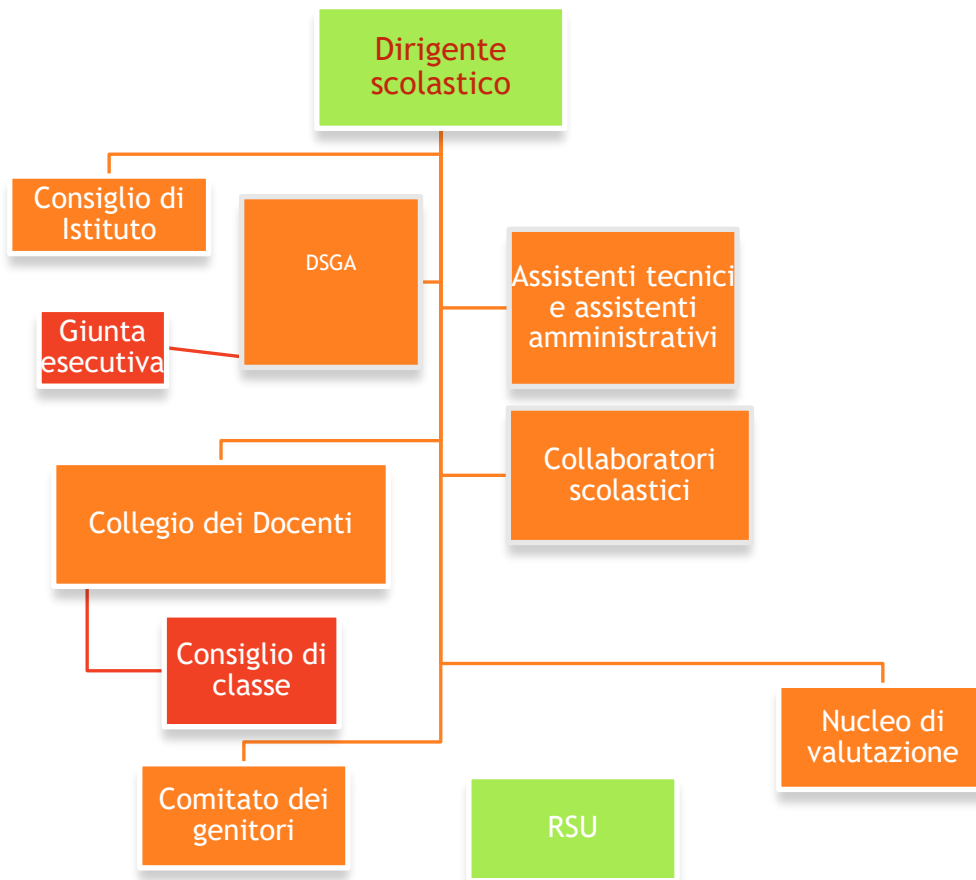 Dirigente
scolastico
Consiglio di
Istituto
DSGA
Assistenti tecnici
e assistenti
amministrativi
Giunta
esecutiva
Collaboratori
scolastici
Collegio dei Docenti
Consiglio di
classe
Nucleo di
valutazione
Comitato dei
genitori
RSU